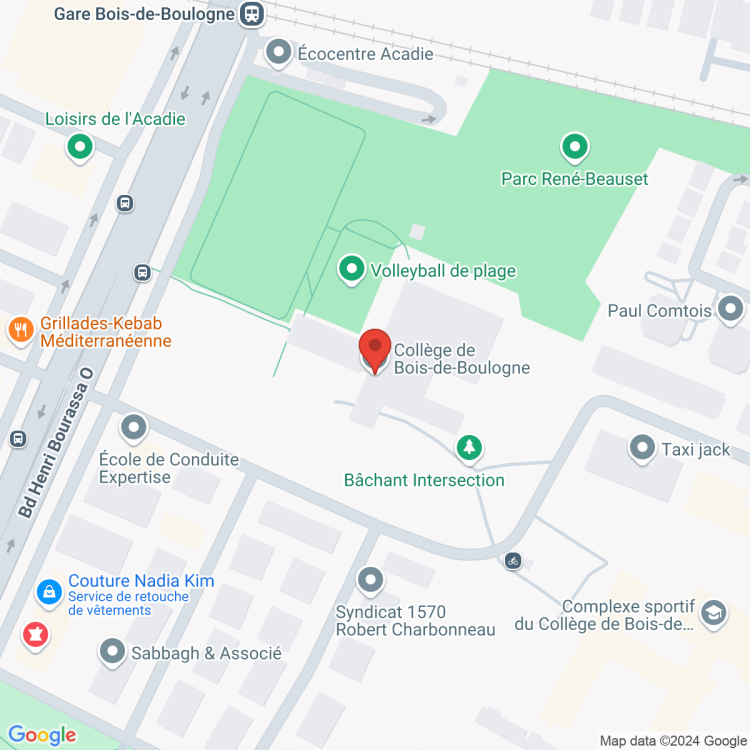 Gare Bois-de-Boulogne
Écocentre Acadie
Loisirs de l'Acadie
Parc René-Beauset
Volleyball de plage
Paul Comtois
Grillades-Kebab
Méditerranéenne
Collège de
Bois-de-Boulogne
Bd Henri Bourassa O
École de Conduite
Expertise
Taxi jack
Bâchant Intersection
Couture Nadia Kim
Service de retouche
de vêtements
Syndicat 1570
Robert Charbonneau
Complexe sportif
du Collège de Bois-de...
Sabbagh & Associé
Google
Map data ©2024 Google